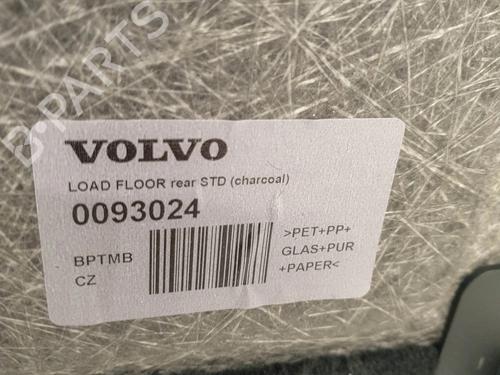 B-PARTS
VOLVO
LOAD FLOOR rear STD (charcoal)
0093024
BPTMB
CZ
>PET+PP+
GLAS+PUR
+PAPER<